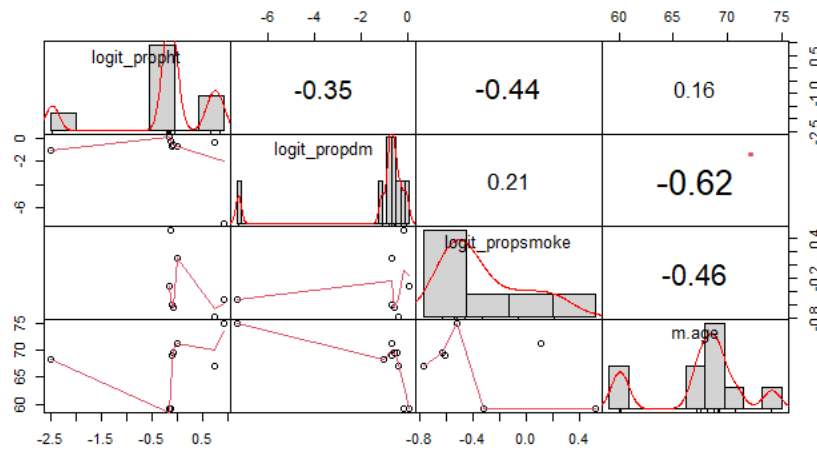 -6 -4 -2 0 60 65 70 75
logit_propht -0.35 -0.44 0.16 -2.5 -1.0 0.5
0 -2 -6 logit_propdm 0.21 -0.62
logit_propsmoke -0.46 -0.8 -0.2 0.4
75 70 65 60 m.age
-2.5 -1.5 -0.5 0.5 -0.8 -0.4 0.0 0.4